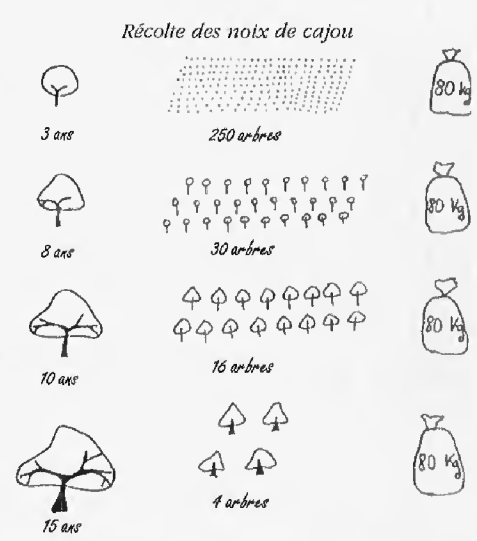 Récolte des noix de cajou
80 kg
3 ans
250 arbres
80 Kg
8 ans
30 arbres
80 Kg
10 ans
16 arbres
80 Kg
15 ans
4 arbres